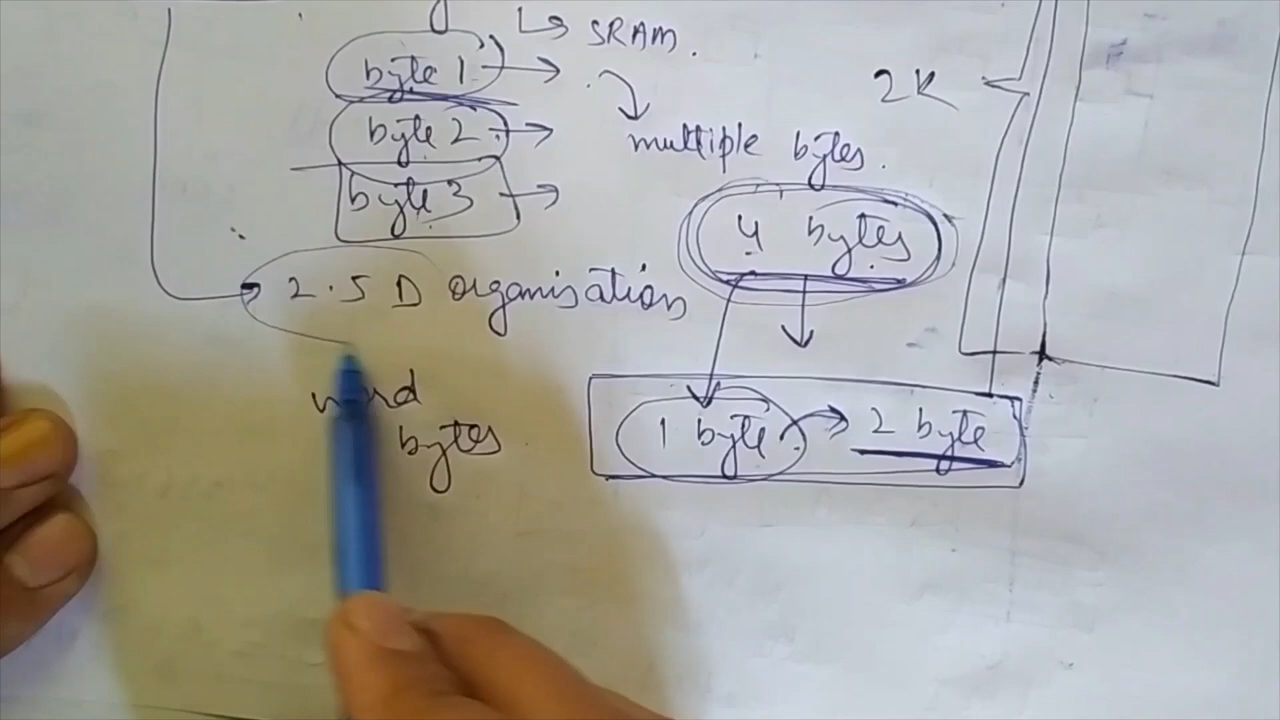 SRAM.
byte 1
2K
byte 2
multiple bytes.
byte 3
4 bytes
2.5 D organisation
word
bytes
1 byte
2 byte